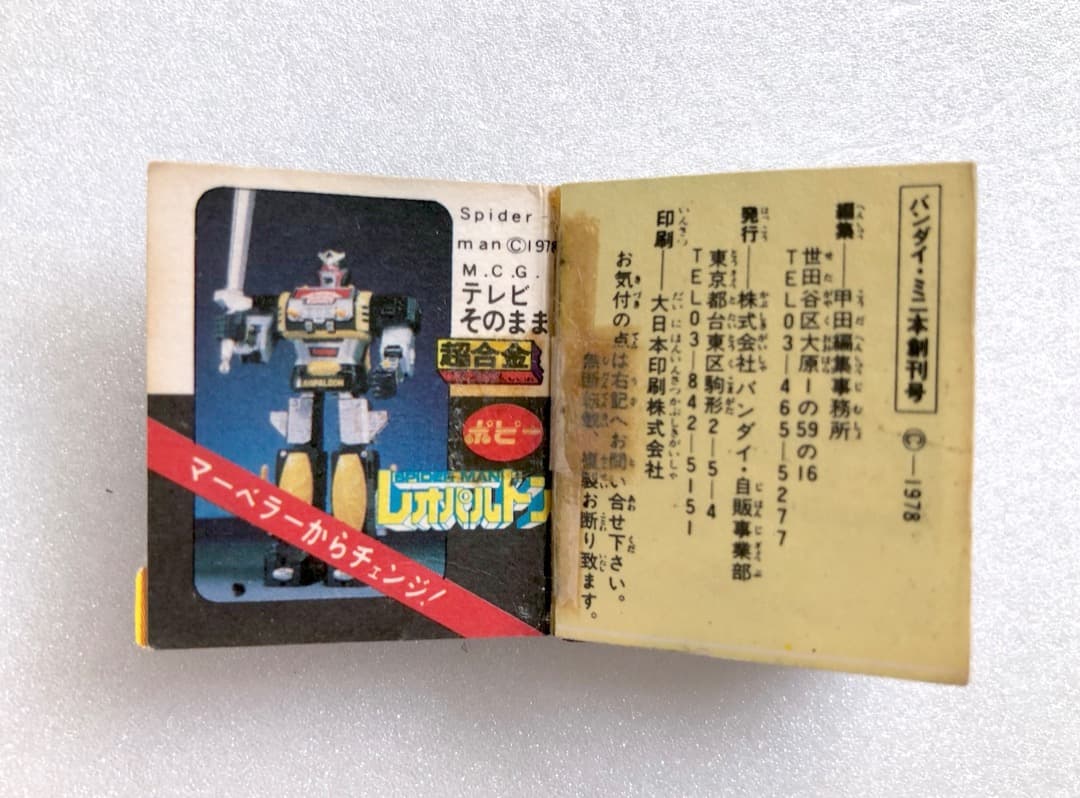 Spider-
man©1978
M.C.G.
テレビ
そのまま
超合金
ポピー
SPIDER-MAN
レオパルドン
マーベラーからチェンジ!
バンダイ・ミニ本創刊号
©—1978
編集——甲田編集事務所
世田谷区大原1の59の16
TEL03—465—5277
発行——株式会社 バンダイ・自販事業部
東京都台東区駒形2—5—4
TEL03—842—5151
印刷——大日本印刷株式会社
お気付の点は右記へお問い合せ下さい。
無断転載、複製お断り致ます。